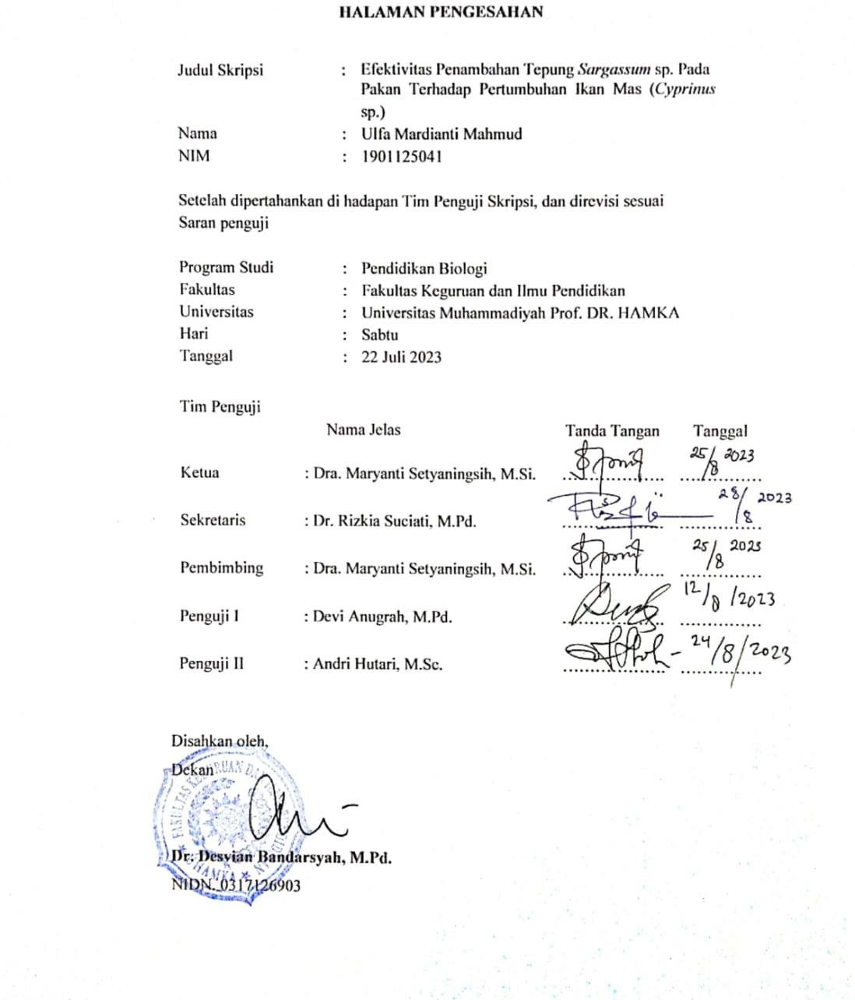 HALAMAN PENGESAHAN
Judul Skripsi : Efektivitas Penambahan Tepung Sargassum sp. Pada
Pakan Terhadap Pertumbuhan Ikan Mas (Cyprinus
sp.)
Nama : Ulfa Mardianti Mahmud
NIM : 1901125041
Setelah dipertahankan di hadapan Tim Penguji Skripsi, dan direvisi sesuai
Saran penguji
Program Studi : Pendidikan Biologi
Fakultas : Fakultas Keguruan dan Ilmu Pendidikan
Universitas : Universitas Muhammadiyah Prof. DR. HAMKA
Hari : Sabtu
Tanggal : 22 Juli 2023
Tim Penguji
Nama Jelas Tanda Tangan Tanggal
Ketua : Dra. Maryanti Setyaningsih, M.Si. 25/8 2023
Sekretaris : Dr. Rizkia Suciati, M.Pd. 28/8 2023
Pembimbing : Dra. Maryanti Setyaningsih, M.Si. 25/8 2023
Penguji I : Devi Anugrah, M.Pd. 12/8/2023
Penguji II : Andri Hutari, M.Sc. 24/8/2023
Disahkan oleh,
Dekan
Dr. Desvian Bandarsyah, M.Pd.
NIDN. 0317126903